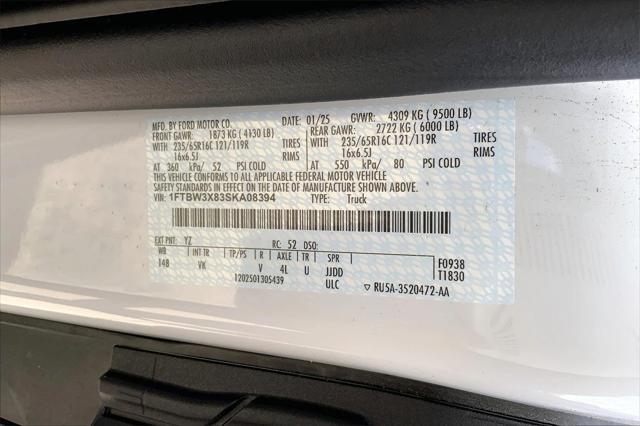 MFD. BY FORD MOTOR CO. DATE: 01/25 GVWR: 4309 KG ( 9500 LB)
FRONT GAWR: 1873 KG ( 4130 LB) REAR GAWR: 2722 KG ( 6000 LB)
WITH 235/65R16C 121/119R TIRES WITH 235/65R16C 121/119R TIRES
16x6.5J RIMS 16x6.5J RIMS
AT 360 kPa/ 52 PSI COLD AT 550 kPa/ 80 PSI COLD
THIS VEHICLE CONFORMS TO ALL APPLICABLE FEDERAL MOTOR VEHICLE
SAFETY STANDARDS IN EFFECT ON THE DATE OF MANUFACTURE SHOWN ABOVE.
VIN: 1FTBW3X83SKA08394 TYPE: Truck
EXT PNT: YZ RC: 52 DSO:
WB INT TR TP/PS R AXLE TR SPR F0938
148 VK V 4L U JJDD T1830
1202501305439 ULC ▽ RU5A-3520472-AA